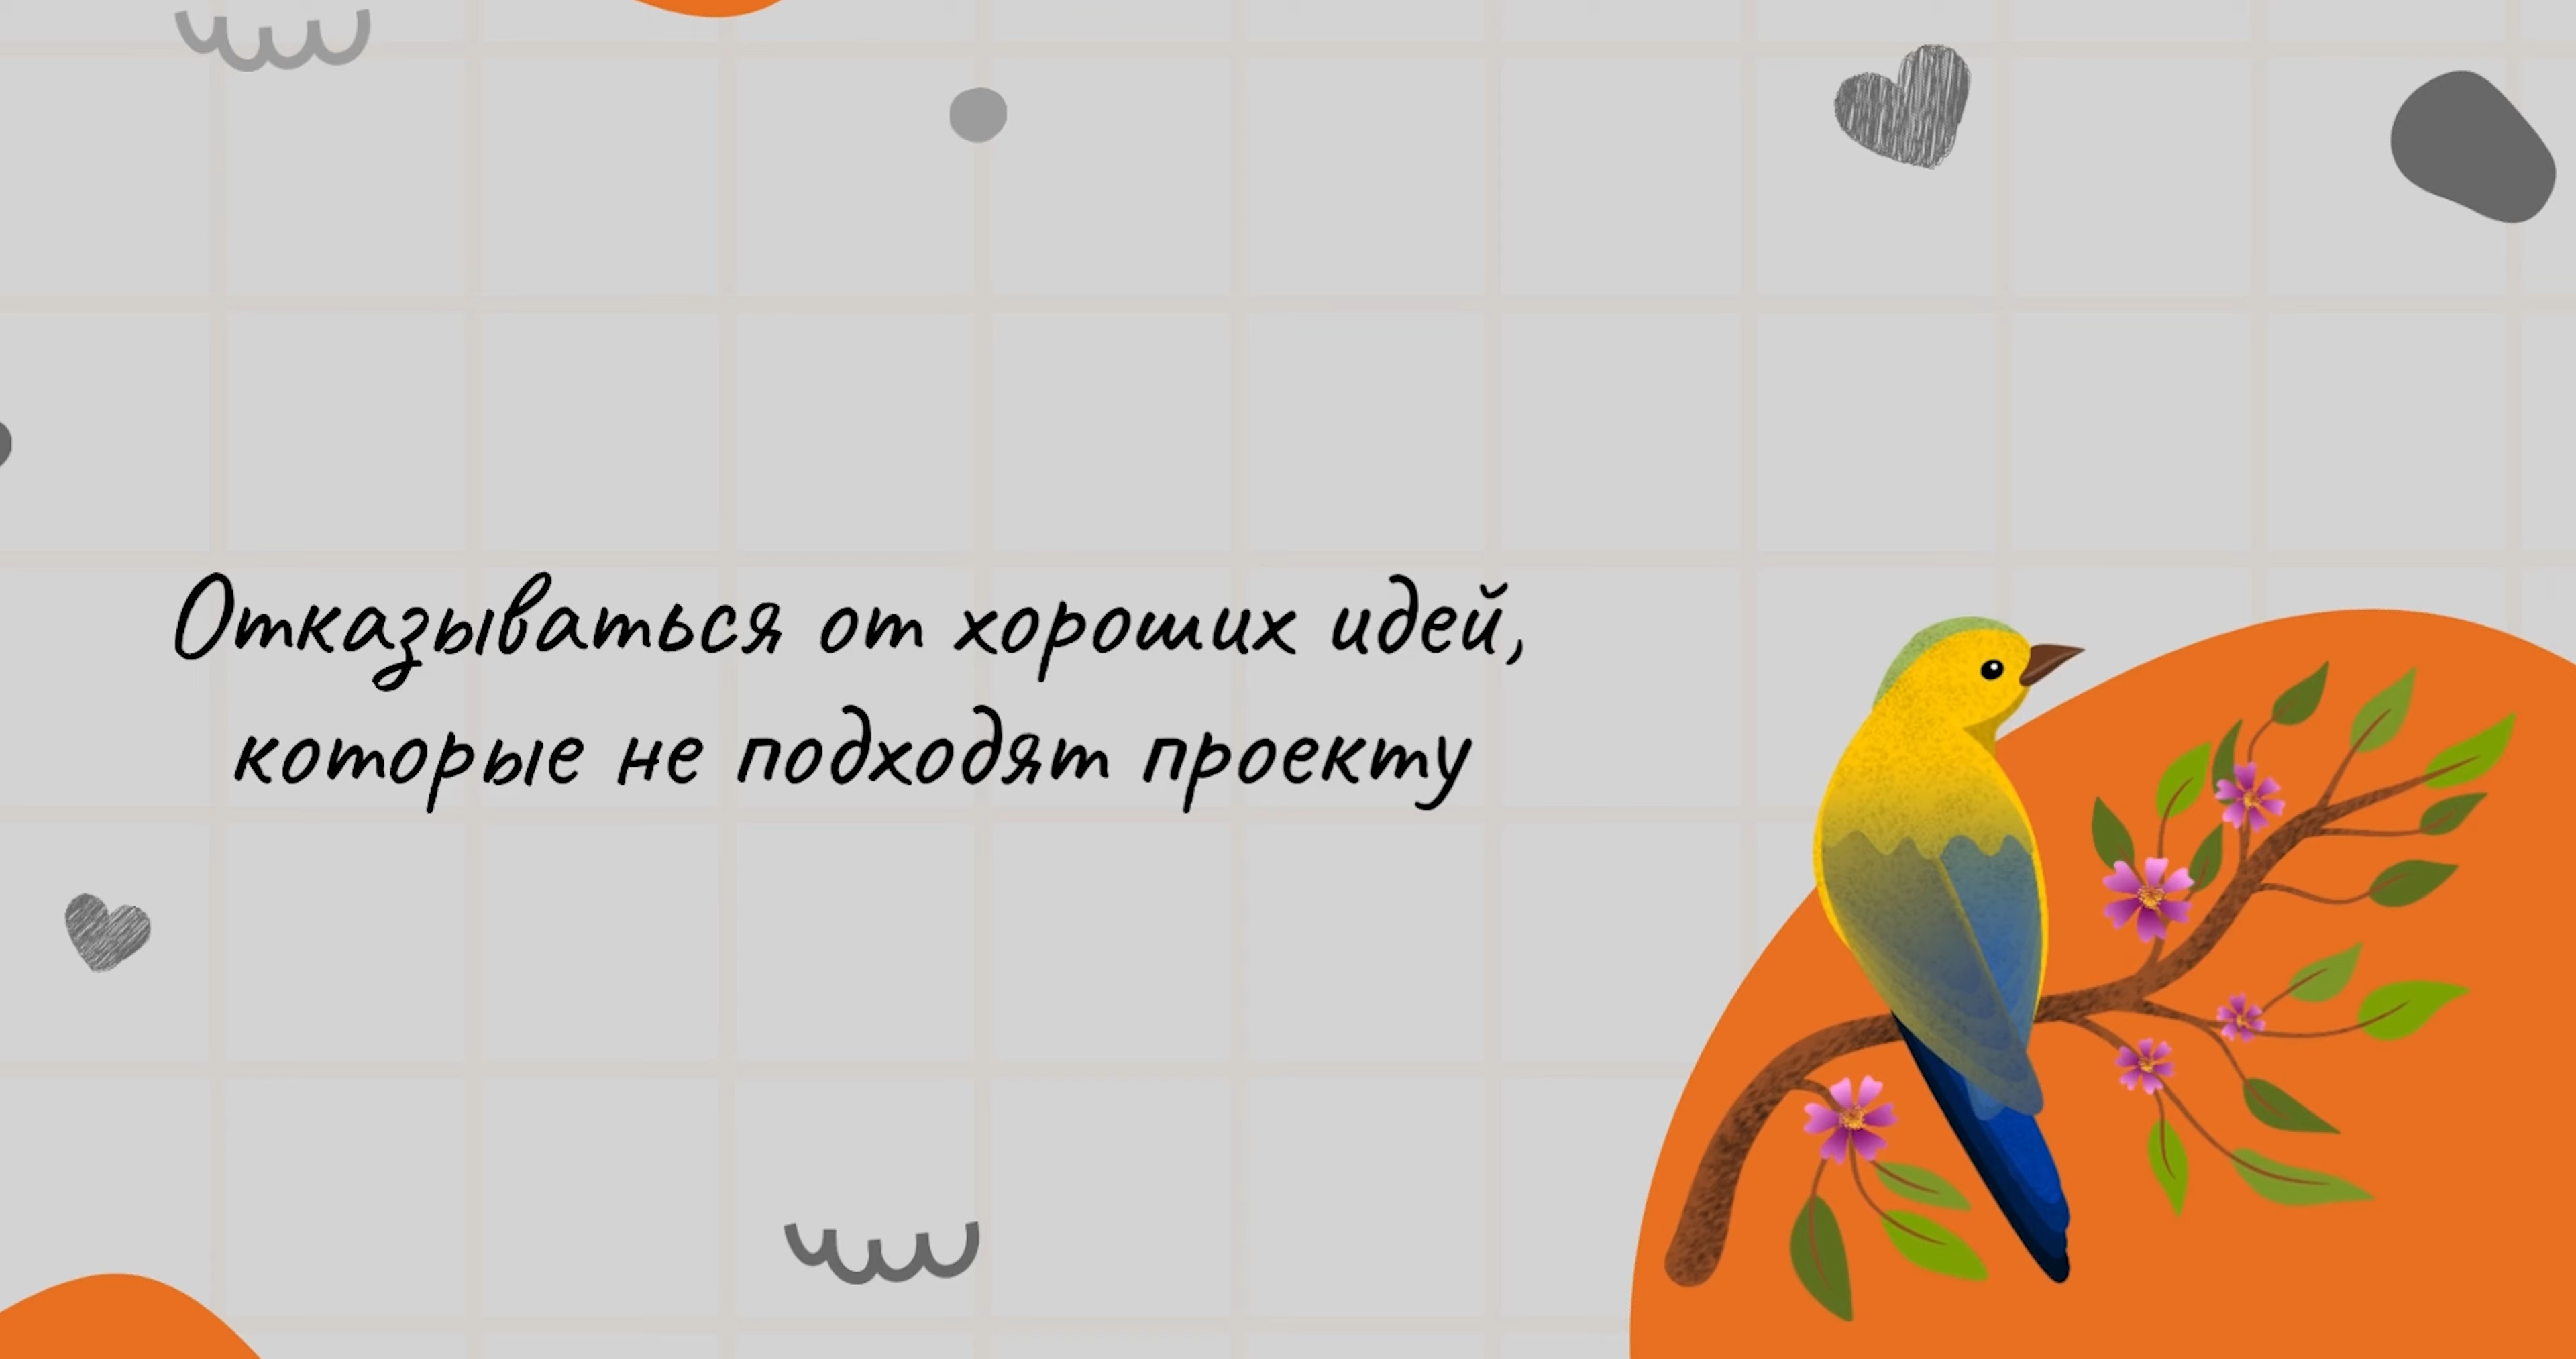 Отказываться от хороших идей,
которые не подходят проекту